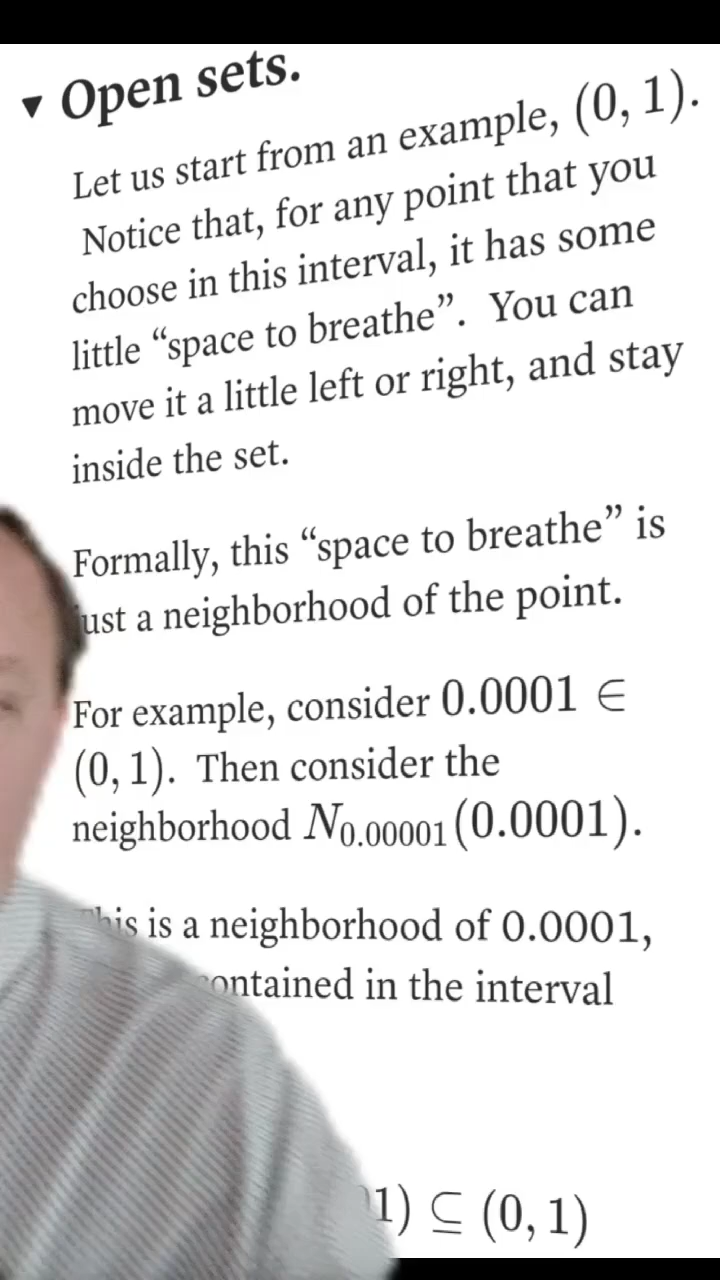 ▼ Open sets.
Let us start from an example, (0, 1).
Notice that, for any point that you
choose in this interval, it has some
little “space to breathe”. You can
move it a little left or right, and stay
inside the set.
Formally, this “space to breathe” is
just a neighborhood of the point.
For example, consider 0.0001 ∈
(0, 1). Then consider the
neighborhood N₀.₀₀₀₀₁(0.0001).
This is a neighborhood of 0.0001,
contained in the interval
1) ⊆ (0, 1)